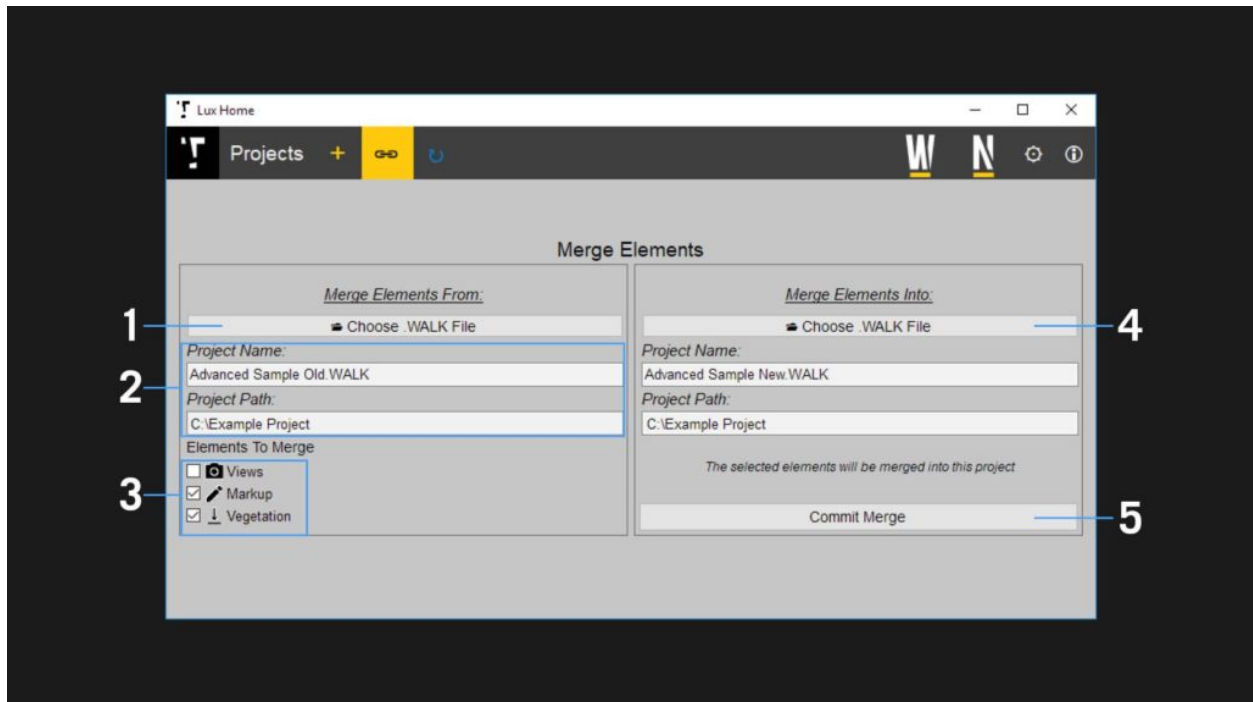 Lux Home
Projects
W N
Merge Elements
Merge Elements From:
Choose .WALK File
Project Name:
Advanced Sample Old.WALK
Project Path:
C:\Example Project
Elements To Merge
Views
Markup
Vegetation
Merge Elements Into:
Choose .WALK File
Project Name:
Advanced Sample New.WALK
Project Path:
C:\Example Project
The selected elements will be merged into this project
Commit Merge
1
2
3
4
5